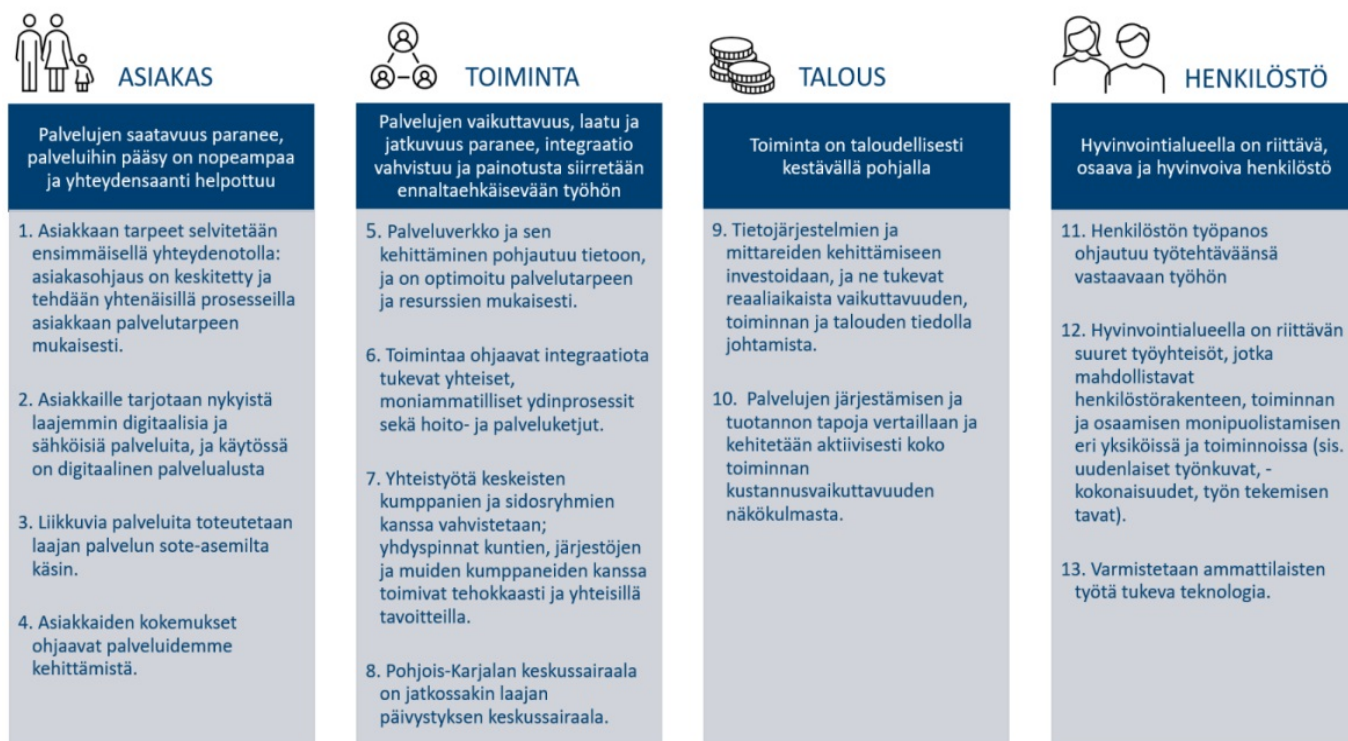 ASIAKAS
Palvelujen saatavuus paranee,
palveluihin pääsy on nopeampaa
ja yhteydensaanti helpottuu
1. Asiakkaan tarpeet selvitetään
ensimmäisellä yhteydenotolla:
asiakasohjaus on keskitetty ja
tehdään yhtenäisillä prosesseilla
asiakkaan palvelutarpeen
mukaisesti.
2. Asiakkaille tarjotaan nykyistä
laajemmin digitaalisia ja
sähköisiä palveluita, ja käytössä
on digitaalinen palvelualusta
3. Liikkuvia palveluita toteutetaan
laajan palvelun sote-asemilta
käsin.
4. Asiakkaiden kokemukset
ohjaavat palveluidemme
kehittämistä.
TOIMINTA
Palvelujen vaikuttavuus, laatu ja
jatkuvuus paranee, integraatio
vahvistuu ja painotusta siirretään
ennaltaehkäisevään työhön
5. Palveluverkko ja sen
kehittäminen pohjautuu tietoon,
ja on optimoitu palvelutarpeen
ja resurssien mukaisesti.
6. Toimintaa ohjaavat integraatiota
tukevat yhteiset,
moniammatilliset ydinprosessit
sekä hoito- ja palveluketjut.
7. Yhteistyötä keskeisten
kumppanien ja sidosryhmien
kanssa vahvistetaan;
yhdyspinnat kuntien, järjestöjen
ja muiden kumppaneiden kanssa
toimivat tehokkaasti ja yhteisillä
tavoitteilla.
8. Pohjois-Karjalan keskussairaala
on jatkossakin laajan
päivystyksen keskussairaala.
TALOUS
Toiminta on taloudellisesti
kestävällä pohjalla
9. Tietojärjestelmien ja
mittareiden kehittämiseen
investoidaan, ja ne tukevat
reaaliaikaista vaikuttavuuden,
toiminnan ja talouden tiedolla
johtamista.
10. Palvelujen järjestämisen ja
tuotannon tapoja vertaillaan ja
kehitetään aktiivisesti koko
toiminnan
kustannusvaikuttavuuden
näkökulmasta.
HENKILÖSTÖ
Hyvinvointialueella on riittävä,
osaava ja hyvinvoiva henkilöstö
11. Henkilöstön työpanos
ohjautuu työtehtäväänsä
vastaavaan työhön
12. Hyvinvointialueella on riittävän
suuret työyhteisöt, jotka
mahdollistavat
henkilöstörakenteen, toiminnan
ja osaamisen monipuolistamisen
eri yksiköissä ja toiminnoissa (sis.
uudenlaiset työnkuvat, -
kokonaisuudet, työn tekemisen
tavat).
13. Varmistetaan ammattilaisten
työtä tukeva teknologia.